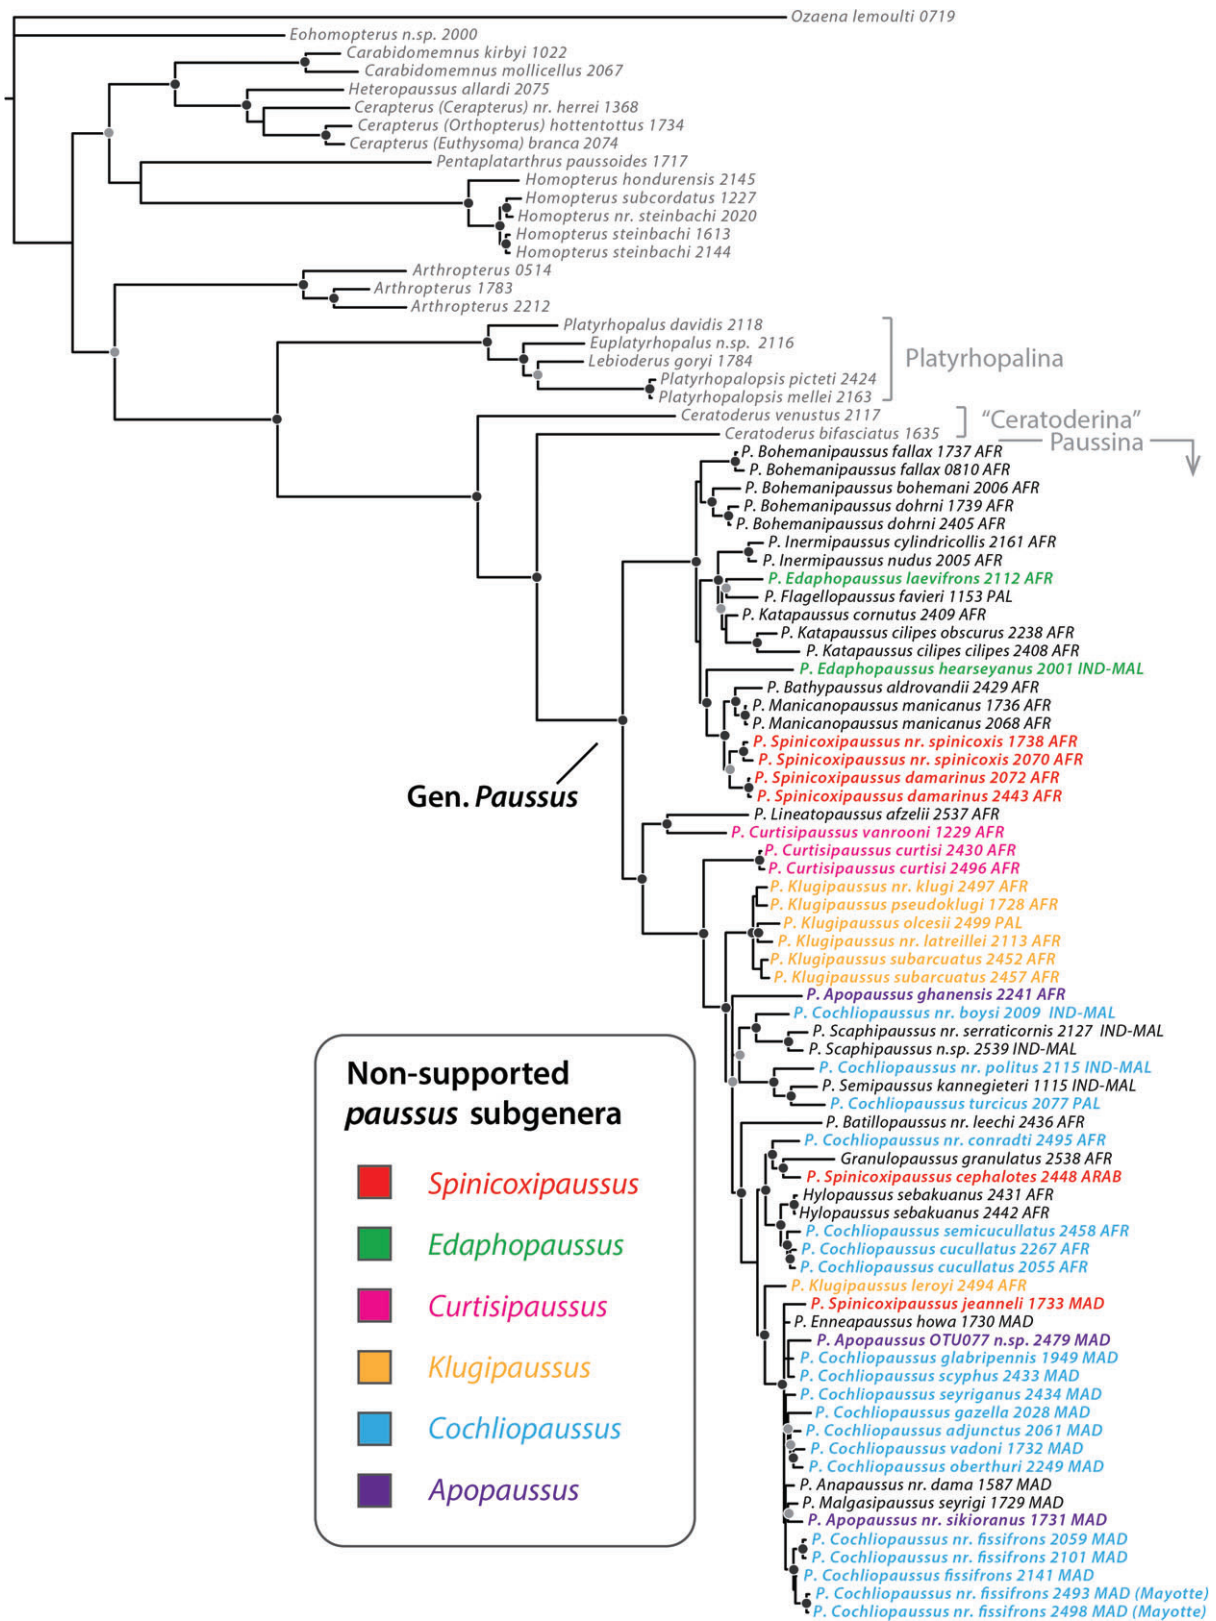 Ozaena lemoulti 0719
Eohomopterus n.sp. 2000
Carabidomemnus kirbyi 1022
Carabidomemnus mollicellus 2067
Heteropaussus allardi 2075
Cerapterus (Cerapterus) nr. herrei 1368
Cerapterus (Orthopterus) hottentottus 1734
Cerapterus (Euthysoma) branca 2074
Pentaplatarthrus paussoides 1717
Homopterus hondurensis 2145
Homopterus subcordatus 1227
Homopterus nr. steinbachi 2020
Homopterus steinbachi 1613
Homopterus steinbachi 2144
Arthropterus 0514
Arthropterus 1783
Arthropterus 2212
Platyrhopalus davidis 2118
Euplatyrhopalus n.sp. 2116
Lebioderus goryi 1784
Platyrhopalopsis picteti 2424
Platyrhopalopsis mellei 2163
Platyrhopalina
Ceratoderus venustus 2117
Ceratoderus bifasciatus 1635
“Ceratoderina”
Paussina
P. Bohemanipaussus fallax 1737 AFR
P. Bohemanipaussus fallax 0810 AFR
P. Bohemanipaussus bohemani 2006 AFR
P. Bohemanipaussus dohrni 1739 AFR
P. Bohemanipaussus dohrni 2405 AFR
P. Inermipaussus cylindricollis 2161 AFR
P. Inermipaussus nudus 2005 AFR
P. Edaphopaussus laevifrons 2112 AFR
P. Flagellopaussus favieri 1153 PAL
P. Katapaussus cornutus 2409 AFR
P. Katapaussus cilipes obscurus 2238 AFR
P. Katapaussus cilipes cilipes 2408 AFR
P. Edaphopaussus hearseyanus 2001 IND-MAL
P. Bathypaussus aldrovandii 2429 AFR
P. Manicanopaussus manicanus 1736 AFR
P. Manicanopaussus manicanus 2068 AFR
P. Spinicoxipaussus nr. spinicoxis 1738 AFR
P. Spinicoxipaussus nr. spinicoxis 2070 AFR
P. Spinicoxipaussus damarinus 2072 AFR
P. Spinicoxipaussus damarinus 2443 AFR
Gen. Paussus
P. Lineatopaussus afzelii 2537 AFR
P. Curtisipaussus vanrooni 1229 AFR
P. Curtisipaussus curtisi 2430 AFR
P. Curtisipaussus curtisi 2496 AFR
P. Klugipaussus nr. klugi 2497 AFR
P. Klugipaussus pseudoklugi 1728 AFR
P. Klugipaussus olcesii 2499 PAL
P. Klugipaussus nr. latreillei 2113 AFR
P. Klugipaussus subarcuatus 2452 AFR
P. Klugipaussus subarcuatus 2457 AFR
P. Apopaussus ghanensis 2241 AFR
P. Cochliopaussus nr. boysi 2009 IND-MAL
P. Scaphipaussus nr. serraticornis 2127 IND-MAL
P. Scaphipaussus n.sp. 2539 IND-MAL
P. Cochliopaussus nr. politus 2115 IND-MAL
P. Semipaussus kannegieteri 1115 IND-MAL
P. Cochliopaussus turcicus 2077 PAL
P. Batillopaussus nr. leechi 2436 AFR
P. Cochliopaussus nr. conradti 2495 AFR
Granulopaussus granulatus 2538 AFR
P. Spinicoxipaussus cephalotes 2448 ARAB
Hylopaussus sebakuanus 2431 AFR
Hylopaussus sebakuanus 2442 AFR
P. Cochliopaussus semicucullatus 2458 AFR
P. Cochliopaussus cucullatus 2267 AFR
P. Cochliopaussus cucullatus 2055 AFR
P. Klugipaussus leroyi 2494 AFR
P. Spinicoxipaussus jeanneli 1733 MAD
P. Enneapaussus howa 1730 MAD
P. Apopaussus OTU077 n.sp. 2479 MAD
P. Cochliopaussus glabripennis 1949 MAD
P. Cochliopaussus scyphus 2433 MAD
P. Cochliopaussus seyriganus 2434 MAD
P. Cochliopaussus gazella 2028 MAD
P. Cochliopaussus adjunctus 2061 MAD
P. Cochliopaussus vadoni 1732 MAD
P. Cochliopaussus oberthuri 2249 MAD
P. Anapaussus nr. dama 1587 MAD
P. Malgasipaussus seyrigi 1729 MAD
P. Apopaussus nr. sikioranus 1731 MAD
P. Cochliopaussus nr. fissifrons 2059 MAD
P. Cochliopaussus nr. fissifrons 2101 MAD
P. Cochliopaussus fissifrons 2141 MAD
P. Cochliopaussus nr. fissifrons 2493 MAD (Mayotte)
P. Cochliopaussus nr. fissifrons 2498 MAD (Mayotte)
Non-supported
paussus subgenera
Spinicoxipaussus
Edaphopaussus
Curtisipaussus
Klugipaussus
Cochliopaussus
Apopaussus